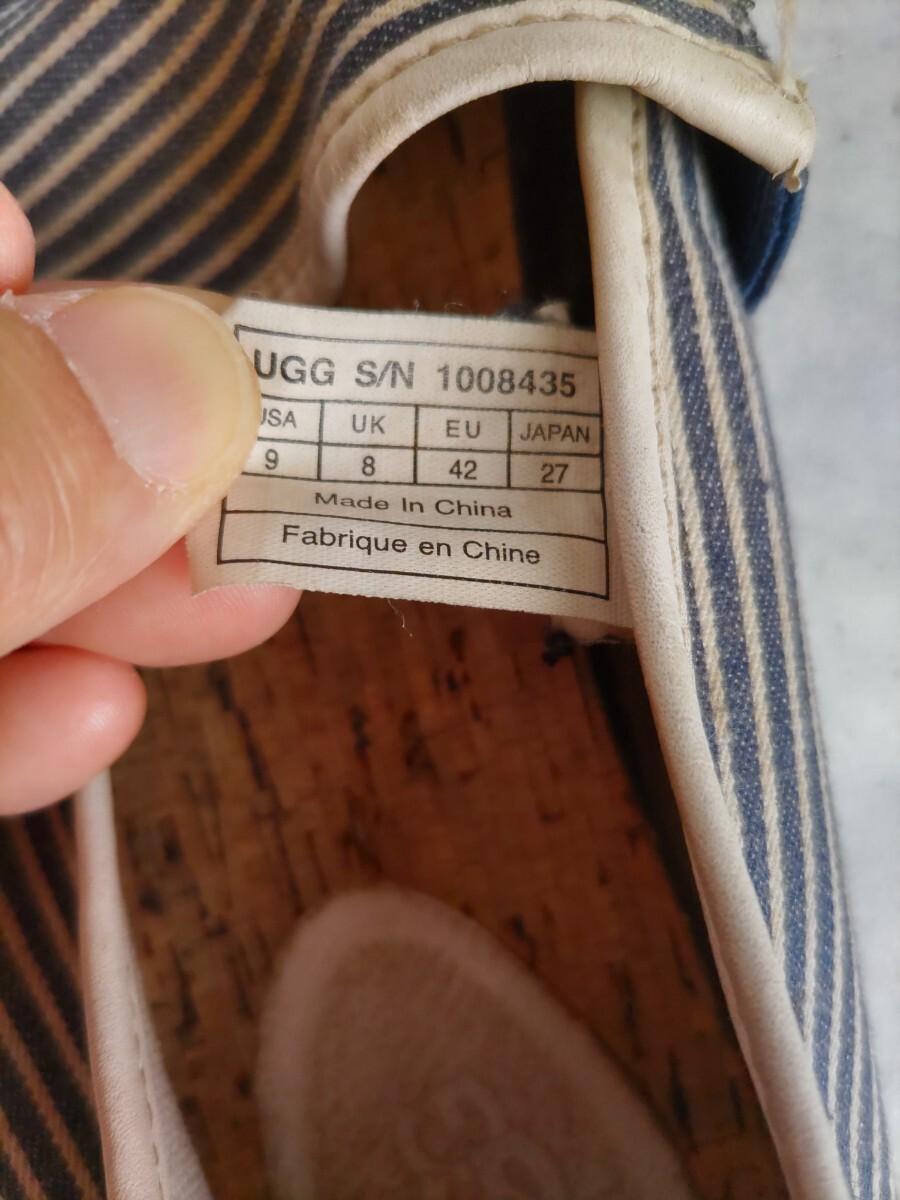 UGG S/N 1008435
USA UK EU JAPAN
9 8 42 27
Made In China
Fabrique en Chine